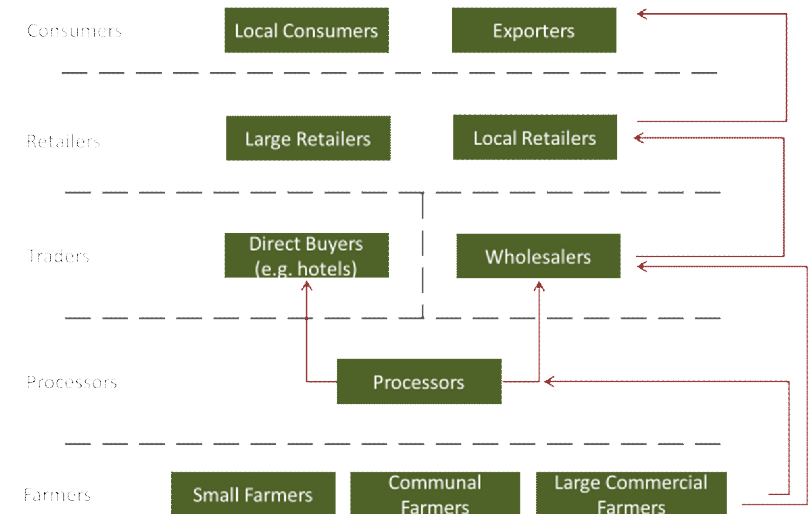 Consumers
Local Consumers
Exporters
Retailers
Large Retailers
Local Retailers
Traders
Direct Buyers
(e.g. hotels)
Wholesalers
Processors
Processors
Farmers
Small Farmers
Communal
Farmers
Large Commercial
Farmers